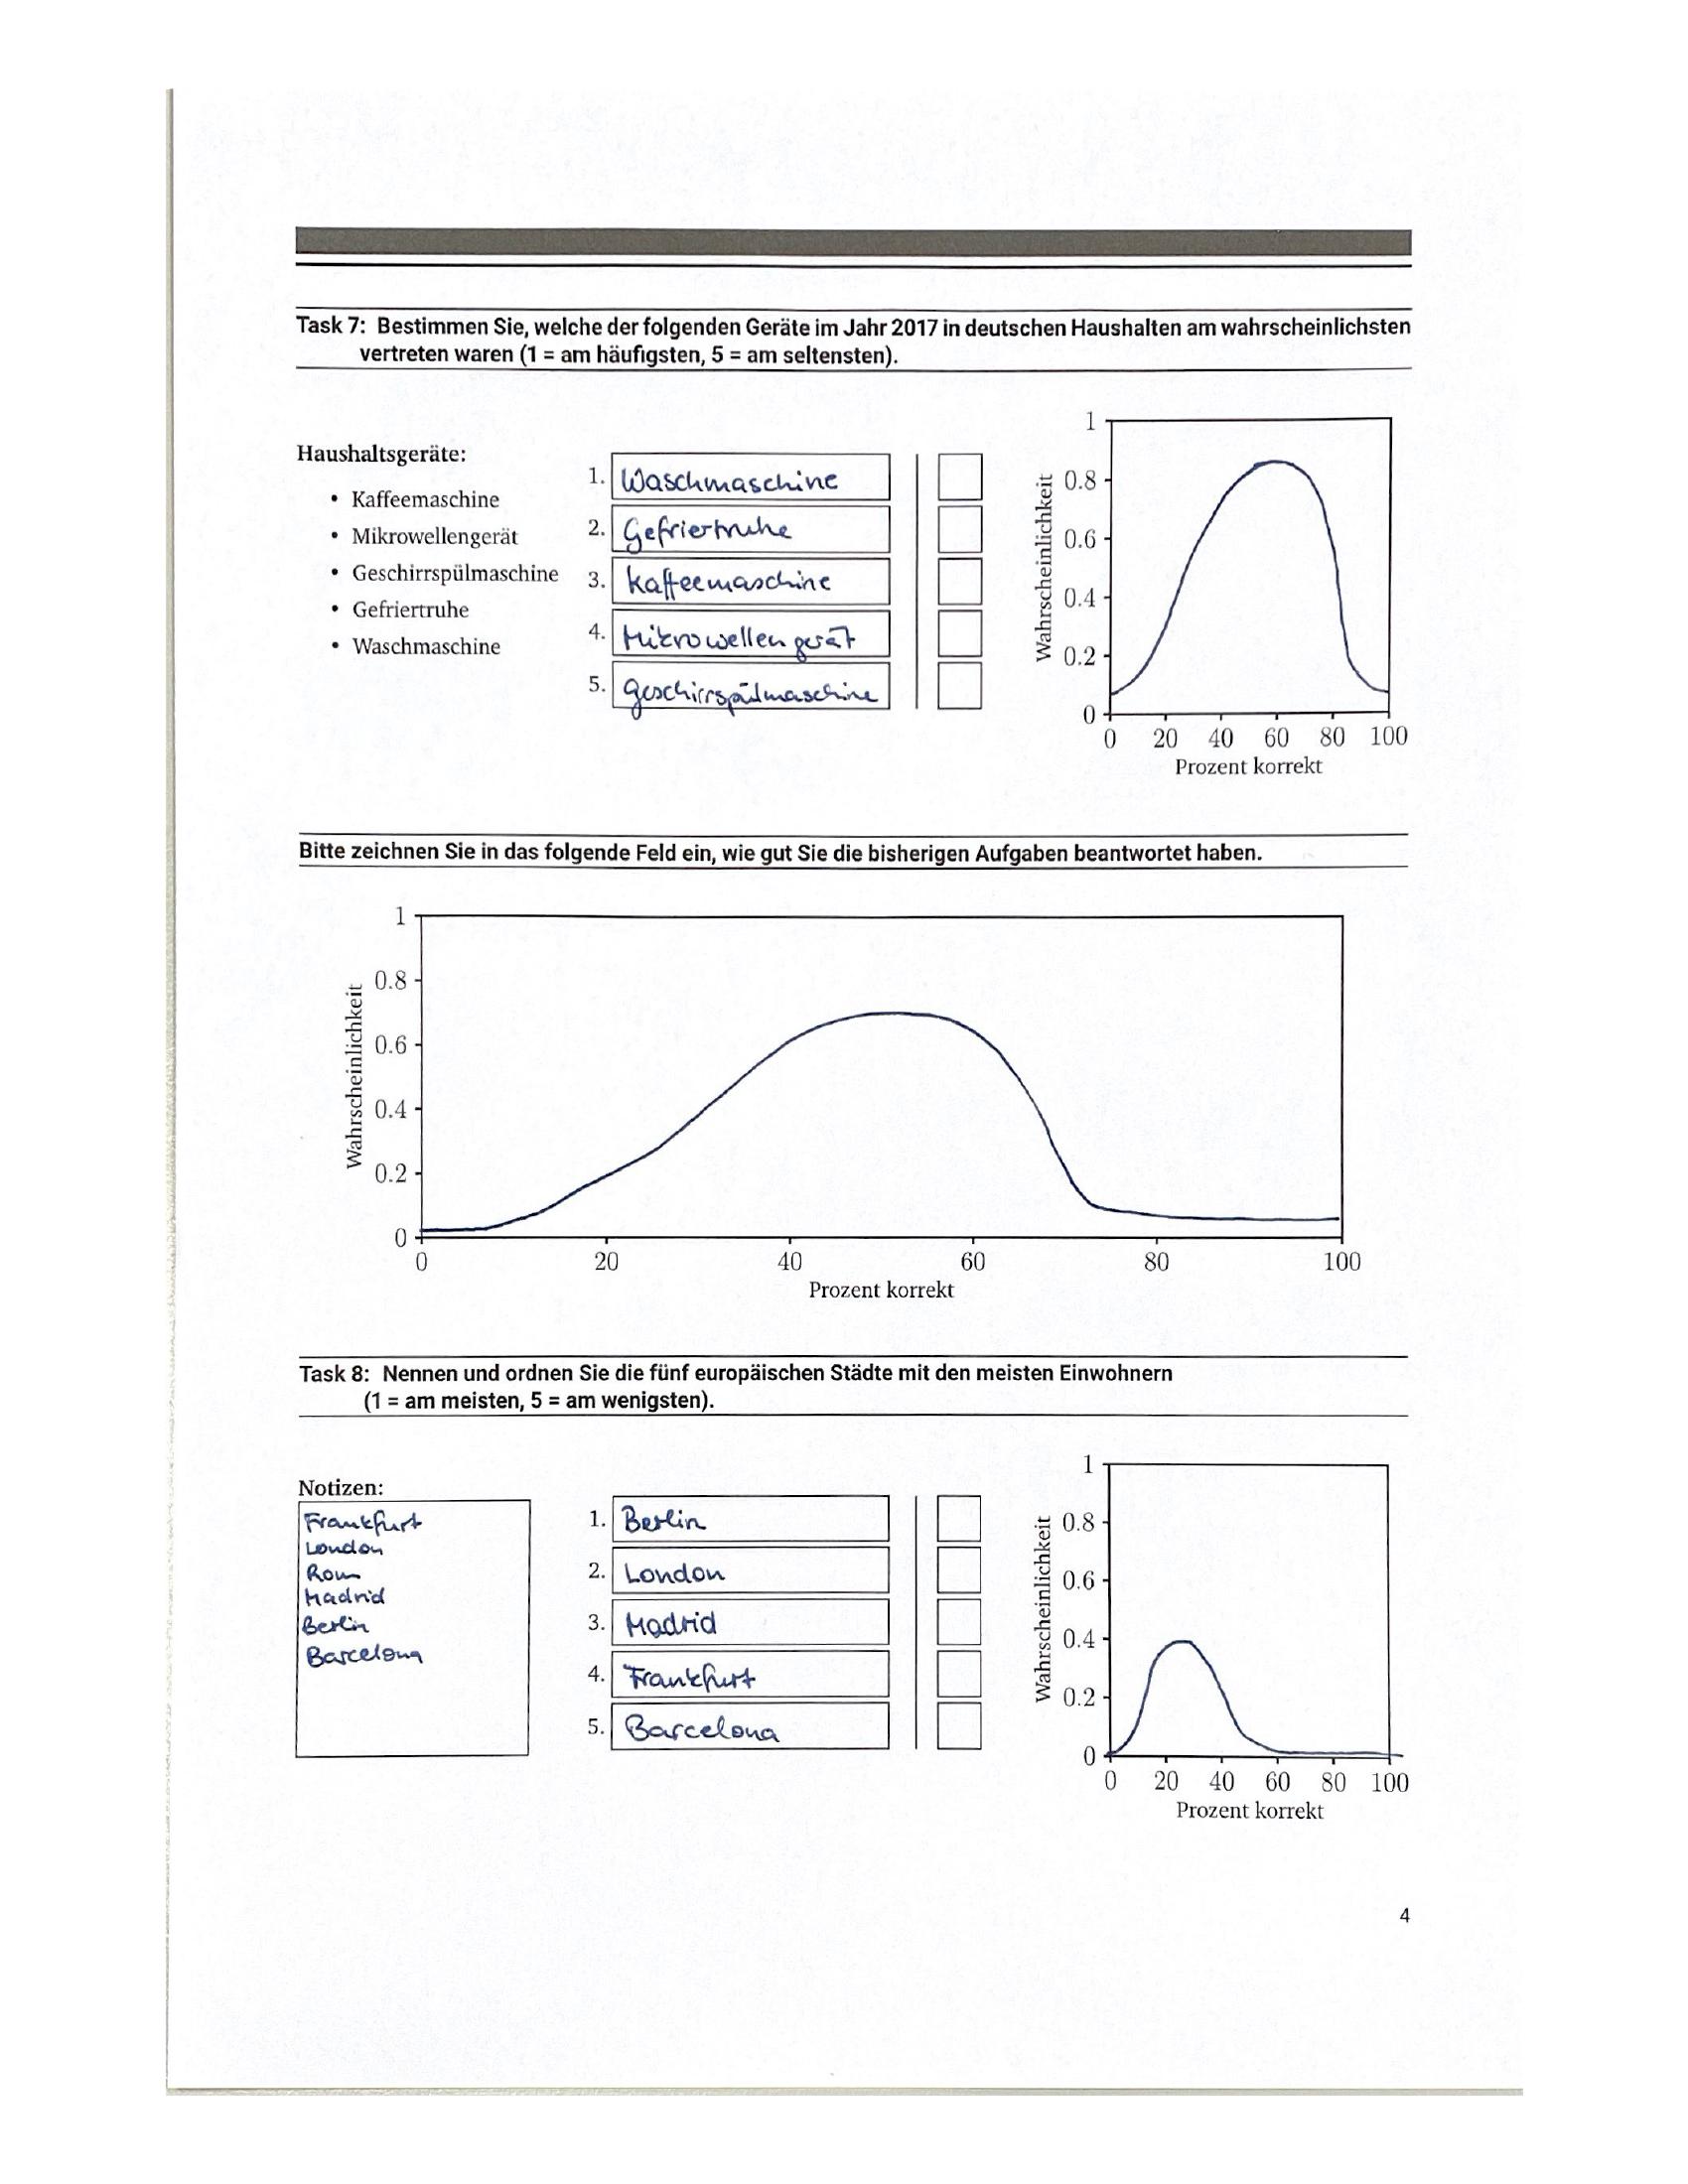 Task 7: Bestimmen Sie, welche der folgenden Geräte im Jahr 2017 in deutschen Haushalten am wahrscheinlichsten
vertreten waren (1 = am häufigsten, 5 = am seltensten).
Haushaltsgeräte:
• Kaffeemaschine
• Mikrowellengerät
• Geschirrspülmaschine
• Gefriertruhe
• Waschmaschine
1. Waschmaschine
2. Gefriertruhe
3. Kaffeemaschine
4. Mikrowellengerät
5. Geschirrspülmaschine
Wahrscheinlichkeit
1
0.8
0.6
0.4
0.2
0
0 20 40 60 80 100
Prozent korrekt
Bitte zeichnen Sie in das folgende Feld ein, wie gut Sie die bisherigen Aufgaben beantwortet haben.
Wahrscheinlichkeit
1
0.8
0.6
0.4
0.2
0
0 20 40 60 80 100
Prozent korrekt
Task 8: Nennen und ordnen Sie die fünf europäischen Städte mit den meisten Einwohnern
(1 = am meisten, 5 = am wenigsten).
Notizen:
Frankfurt
London
Rom
Madrid
Berlin
Barcelona
1. Berlin
2. London
3. Madrid
4. Frankfurt
5. Barcelona
Wahrscheinlichkeit
1
0.8
0.6
0.4
0.2
0
0 20 40 60 80 100
Prozent korrekt
4